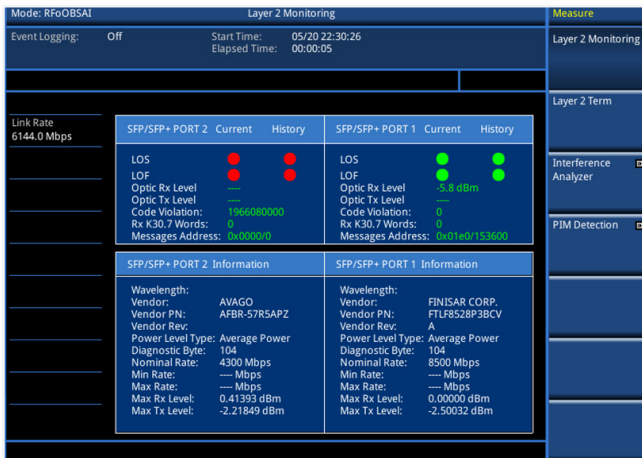 Mode: RFoOBSAI
Layer 2 Monitoring
Measure
Event Logging: Off
Start Time: 05/20 22:30:26
Elapsed Time: 00:00:05
Layer 2 Monitoring
Layer 2 Term
Interference Analyzer
PIM Detection
Link Rate
6144.0 Mbps
SFP/SFP+ PORT 2 Current History
LOS
LOF
Optic Rx Level ----
Optic Tx Level ----
Code Violation: 1966080000
Rx K30.7 Words: 0
Messages Address: 0x0000/0
SFP/SFP+ PORT 1 Current History
LOS
LOF
Optic Rx Level -5.8 dBm
Optic Tx Level ----
Code Violation: 0
Rx K30.7 Words: 0
Messages Address: 0x01e0/153600
SFP/SFP+ PORT 2 Information
Wavelength:
Vendor: AVAGO
Vendor PN: AFBR-57R5APZ
Vendor Rev:
Power Level Type: Average Power
Diagnostic Byte: 104
Nominal Rate: 4300 Mbps
Min Rate: ---- Mbps
Max Rate: ---- Mbps
Max Rx Level: 0.41393 dBm
Max Tx Level: -2.21849 dBm
SFP/SFP+ PORT 1 Information
Wavelength:
Vendor: FINISAR CORP.
Vendor PN: FTLF8528P3BCV
Vendor Rev: A
Power Level Type: Average Power
Diagnostic Byte: 104
Nominal Rate: 8500 Mbps
Min Rate: ---- Mbps
Max Rate: ---- Mbps
Max Rx Level: 0.00000 dBm
Max Tx Level: -2.50032 dBm